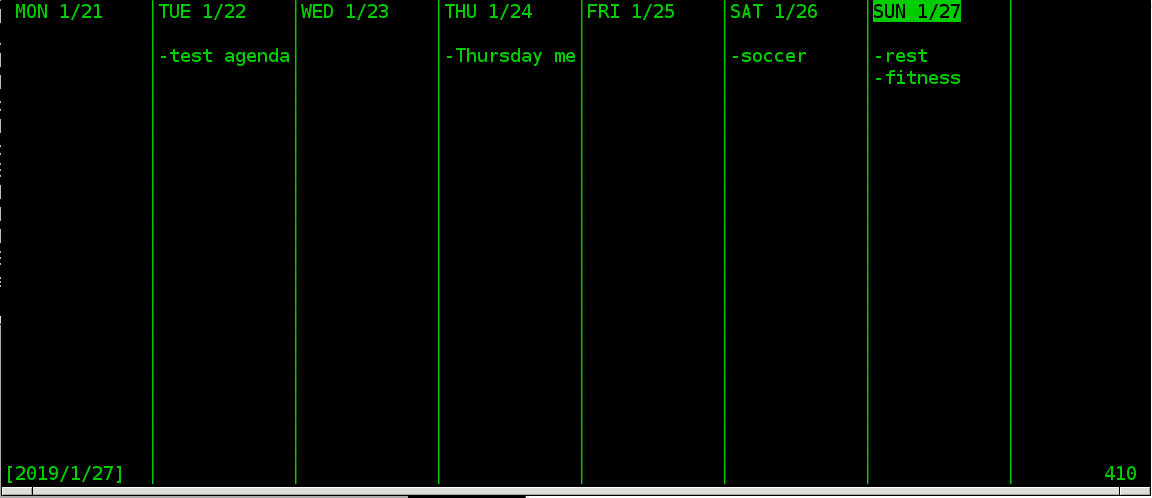 MON 1/21 TUE 1/22 WED 1/23 THU 1/24 FRI 1/25 SAT 1/26 SUN 1/27
-test agenda -Thursday me -soccer -rest
-fitness
[2019/1/27] 410